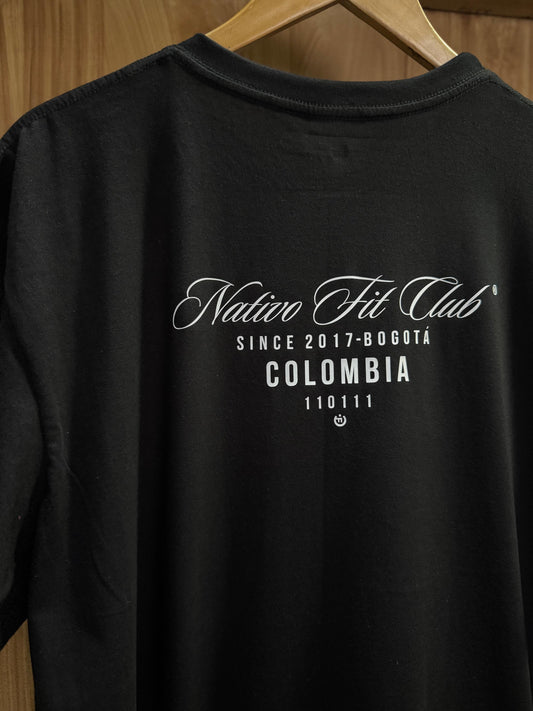 Nativo Fit Club®
SINCE 2017-BOGOTÁ
COLOMBIA
110111